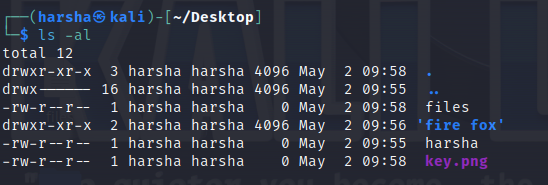 ┌──(harsha㉿kali)-[~/Desktop]
└─$ ls -al
total 12
drwxr-xr-x  3 harsha harsha 4096 May  2 09:58  .
drwx------ 16 harsha harsha 4096 May  2 09:55  ..
-rw-r--r--  1 harsha harsha    0 May  2 09:58  files
drwxr-xr-x  2 harsha harsha 4096 May  2 09:56 'fire fox'
-rw-r--r--  1 harsha harsha    0 May  2 09:55  harsha
-rw-r--r--  1 harsha harsha    0 May  2 09:58  key.png